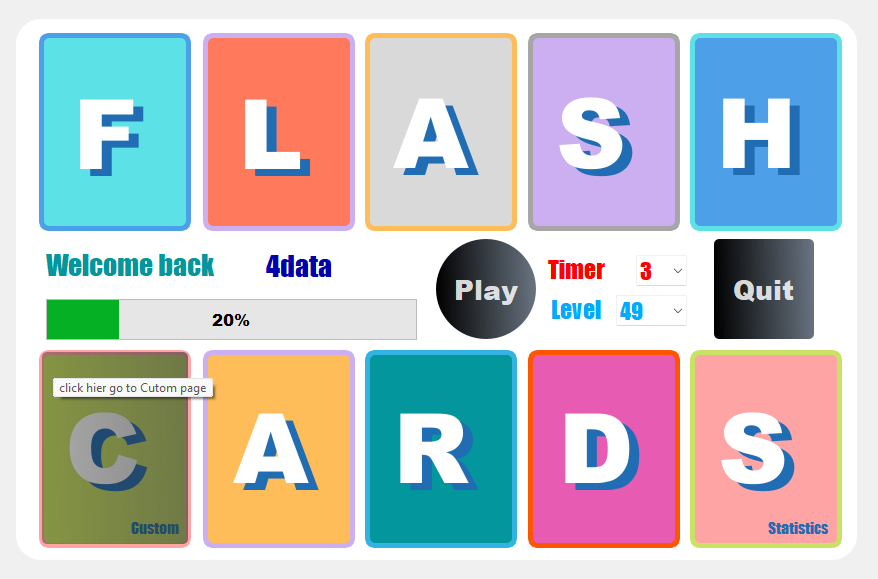 F L A S H
Welcome back 4data
Play
Timer 3
Level 49
Quit
20%
click hier go to Cutom page
C A R D S
Custom
Statistics